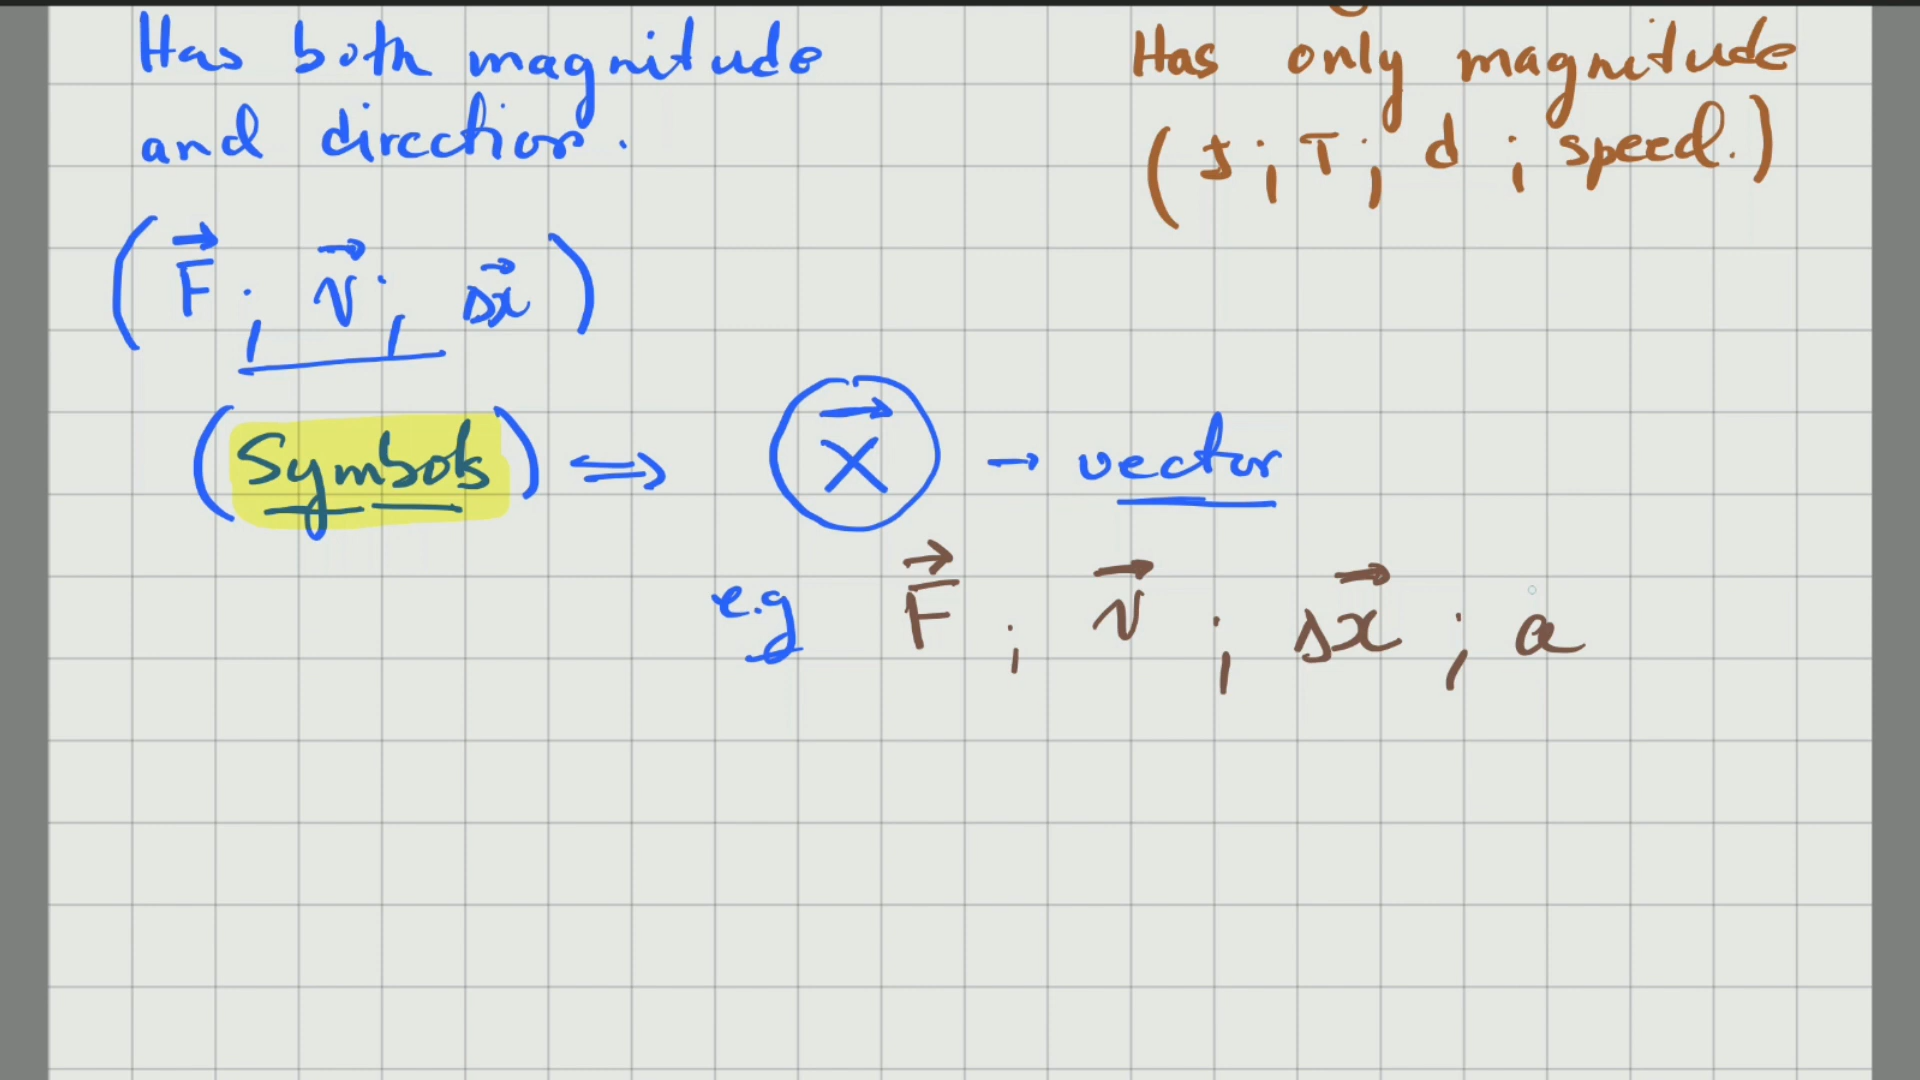 Has both magnitude
and direction.
(F⃗ ; v⃗ ; Δx⃗)
(Symbols) ⟺ x⃗ → vector
e.g F⃗ ; v⃗ ; Δx⃗ ; a
Has only magnitude
( ; T ; d ; speed.)